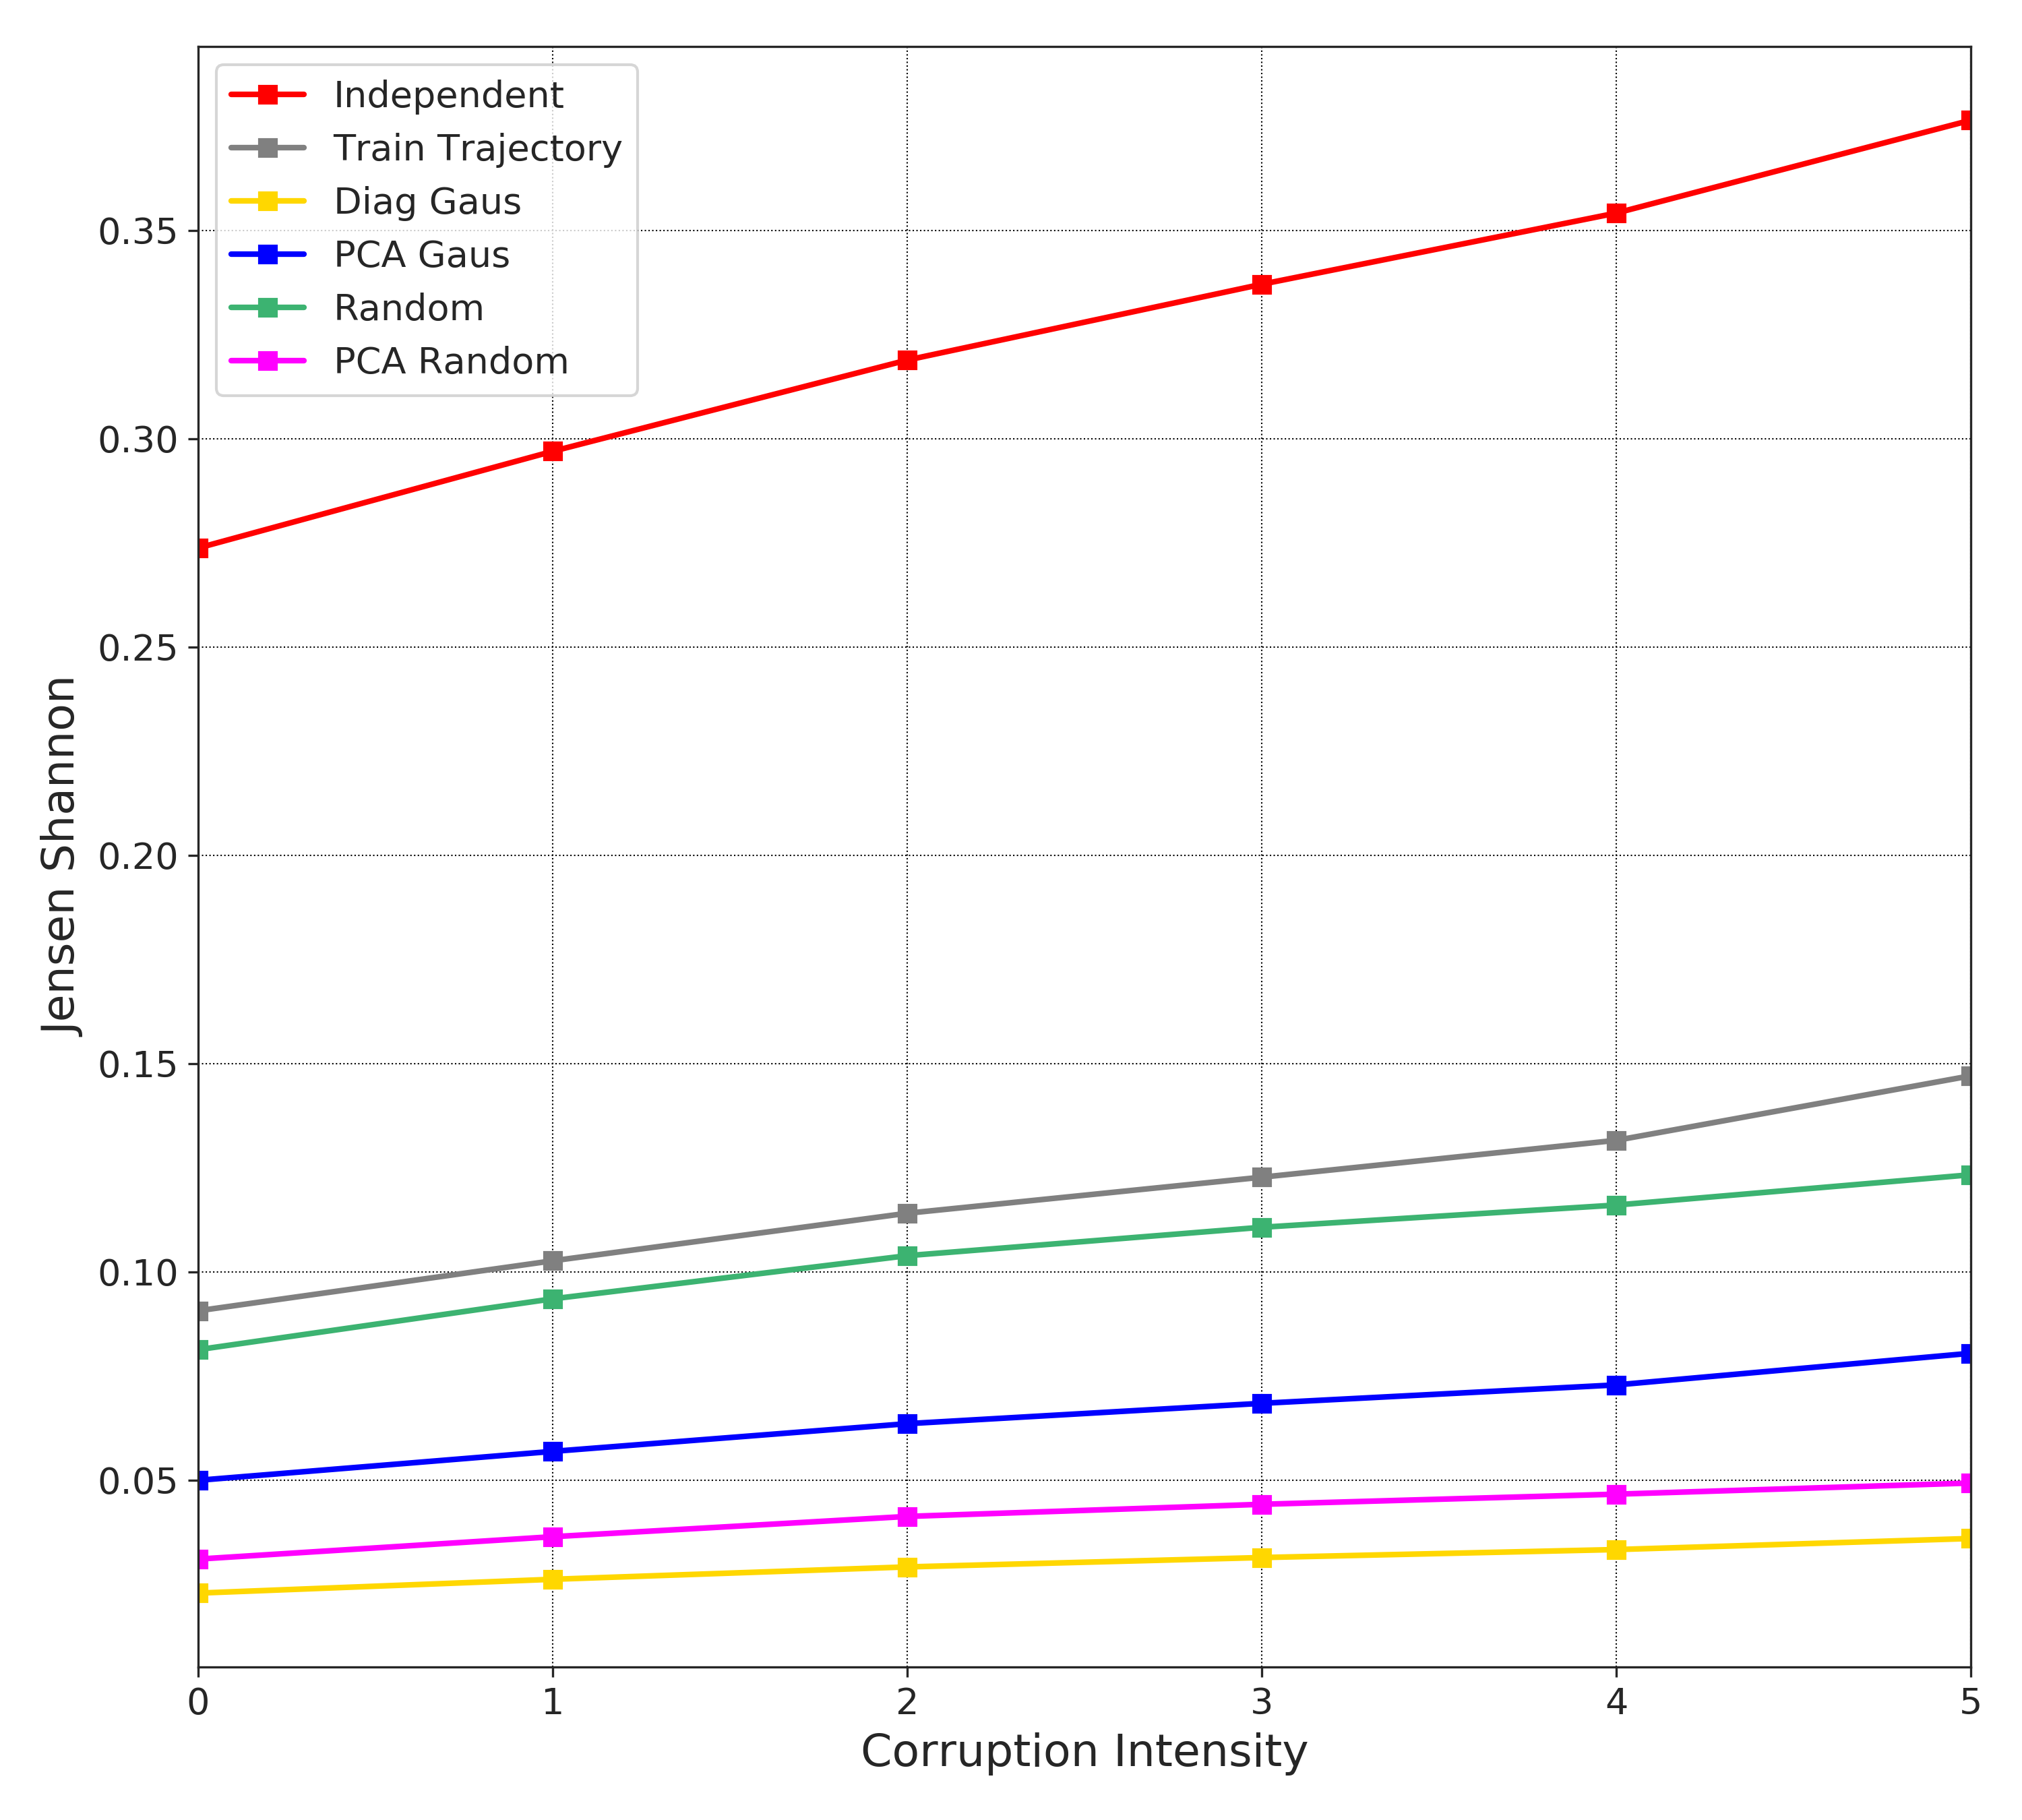 Independent
Train Trajectory
Diag Gaus
PCA Gaus
Random
PCA Random
0.35
0.30
0.25
0.20
0.15
0.10
0.05
Jensen Shannon
0 1 2 3 4 5
Corruption Intensity